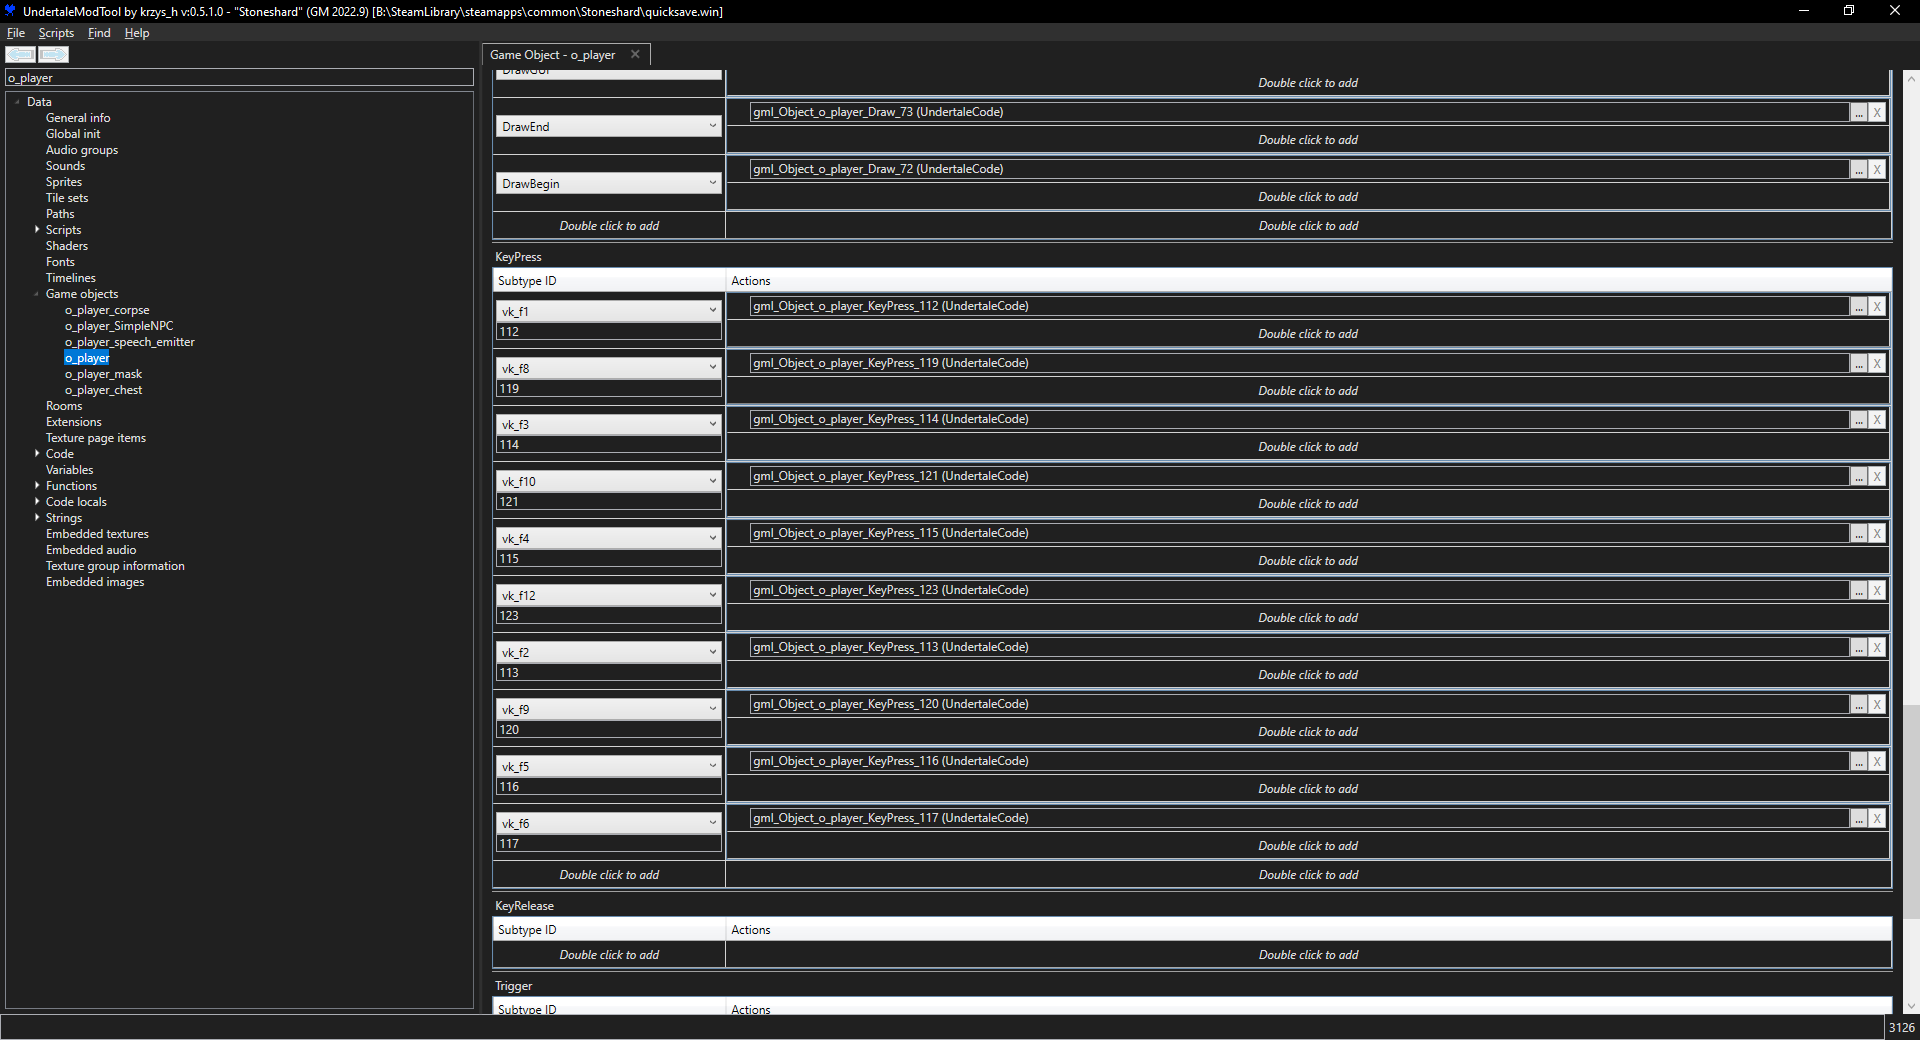 UndertaleModTool by krzys_h v:0.5.1.0 - "Stoneshard" (GM 2022.9) [B:\SteamLibrary\steamapps\common\Stoneshard\quicksave.win]
File Scripts Find Help
o_player
Data
General info
Global init
Audio groups
Sounds
Sprites
Tile sets
Paths
Scripts
Shaders
Fonts
Timelines
Game objects
o_player_corpse
o_player_SimpleNPC
o_player_speech_emitter
o_player
o_player_mask
o_player_chest
Rooms
Extensions
Texture page items
Code
Variables
Functions
Code locals
Strings
Embedded textures
Embedded audio
Texture group information
Embedded images
Game Object - o_player
DrawGUI
Double click to add
DrawEnd
gml_Object_o_player_Draw_73 (UndertaleCode) ... X
Double click to add
DrawBegin
gml_Object_o_player_Draw_72 (UndertaleCode) ... X
Double click to add
Double click to add Double click to add
KeyPress
Subtype ID Actions
vk_f1 gml_Object_o_player_KeyPress_112 (UndertaleCode) ... X
112 Double click to add
vk_f8 gml_Object_o_player_KeyPress_119 (UndertaleCode) ... X
119 Double click to add
vk_f3 gml_Object_o_player_KeyPress_114 (UndertaleCode) ... X
114 Double click to add
vk_f10 gml_Object_o_player_KeyPress_121 (UndertaleCode) ... X
121 Double click to add
vk_f4 gml_Object_o_player_KeyPress_115 (UndertaleCode) ... X
115 Double click to add
vk_f12 gml_Object_o_player_KeyPress_123 (UndertaleCode) ... X
123 Double click to add
vk_f2 gml_Object_o_player_KeyPress_113 (UndertaleCode) ... X
113 Double click to add
vk_f9 gml_Object_o_player_KeyPress_120 (UndertaleCode) ... X
120 Double click to add
vk_f5 gml_Object_o_player_KeyPress_116 (UndertaleCode) ... X
116 Double click to add
vk_f6 gml_Object_o_player_KeyPress_117 (UndertaleCode) ... X
117 Double click to add
Double click to add Double click to add
KeyRelease
Subtype ID Actions
Double click to add Double click to add
Trigger
Subtype ID Actions
3126